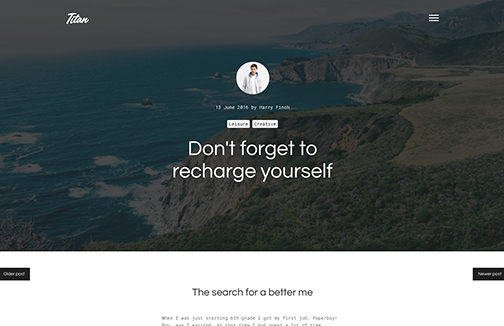 Titan
13 June 2016 by Harry Finch
Leisure Creative
Don't forget to
recharge yourself
Older post
Newer post
The search for a better me
When I was just starting 6th grade I got my first job. Paperboy!
Boy, was I excited. At that time I had spent a lot of time